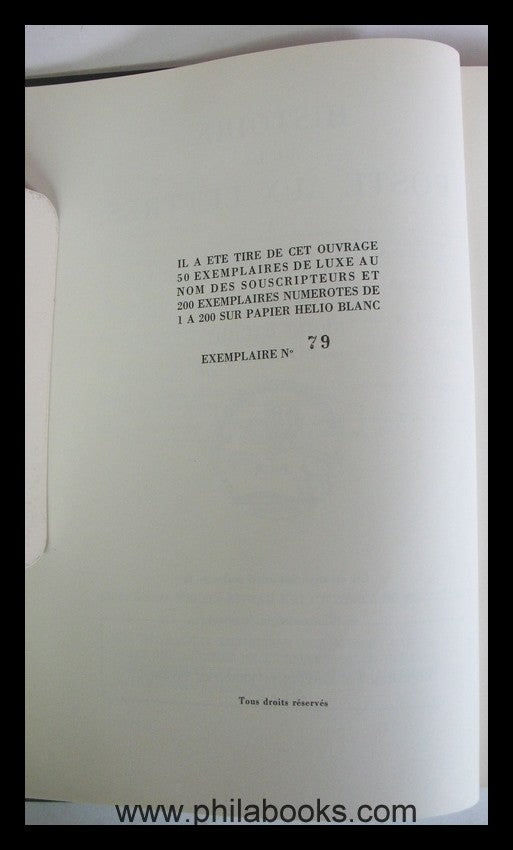 IL A ETE TIRE DE CET OUVRAGE
50 EXEMPLAIRES DE LUXE AU
NOM DES SOUSCRIPTEURS ET
200 EXEMPLAIRES NUMEROTES DE
1 A 200 SUR PAPIER HELIO BLANC
EXEMPLAIRE Nº 79
Tous droits réservés
www.philabooks.com